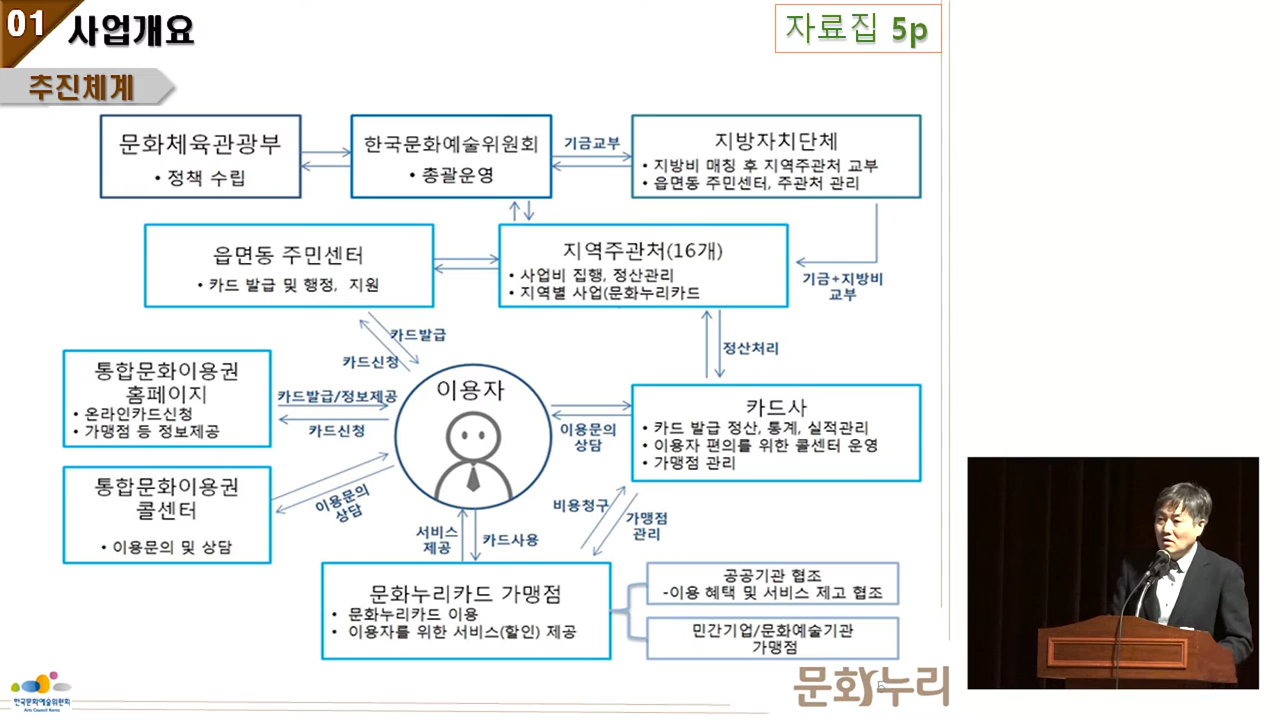 01 사업개요
자료집 5p
추진체계
문화체육관광부
• 정책 수립
한국문화예술위원회
• 총괄운영
기금교부
지방자치단체
• 지방비 매칭 후 지역주관처 교부
• 읍면동 주민센터, 주관처 관리
읍면동 주민센터
• 카드 발급 및 행정, 지원
지역주관처(16개)
• 사업비 집행, 정산관리
• 지역별 사업(문화누리카드
기금+지방비
교부
카드발급
카드신청
정산처리
통합문화이용권
홈페이지
• 온라인카드신청
• 가맹점 등 정보제공
카드발급/정보제공
카드신청
이용자
이용문의
상담
카드사
• 카드 발급 정산, 통계, 실적관리
• 이용자 편의를 위한 콜센터 운영
• 가맹점 관리
통합문화이용권
콜센터
• 이용문의 및 상담
이용문의
상담
서비스
제공
카드사용
비용청구
가맹점
관리
문화누리카드 가맹점
• 문화누리카드 이용
• 이용자를 위한 서비스(할인) 제공
공공기관 협조
-이용 혜택 및 서비스 제고 협조
민간기업/문화예술기관
가맹점
한국문화예술위원회
Arts Council Korea
문화누리